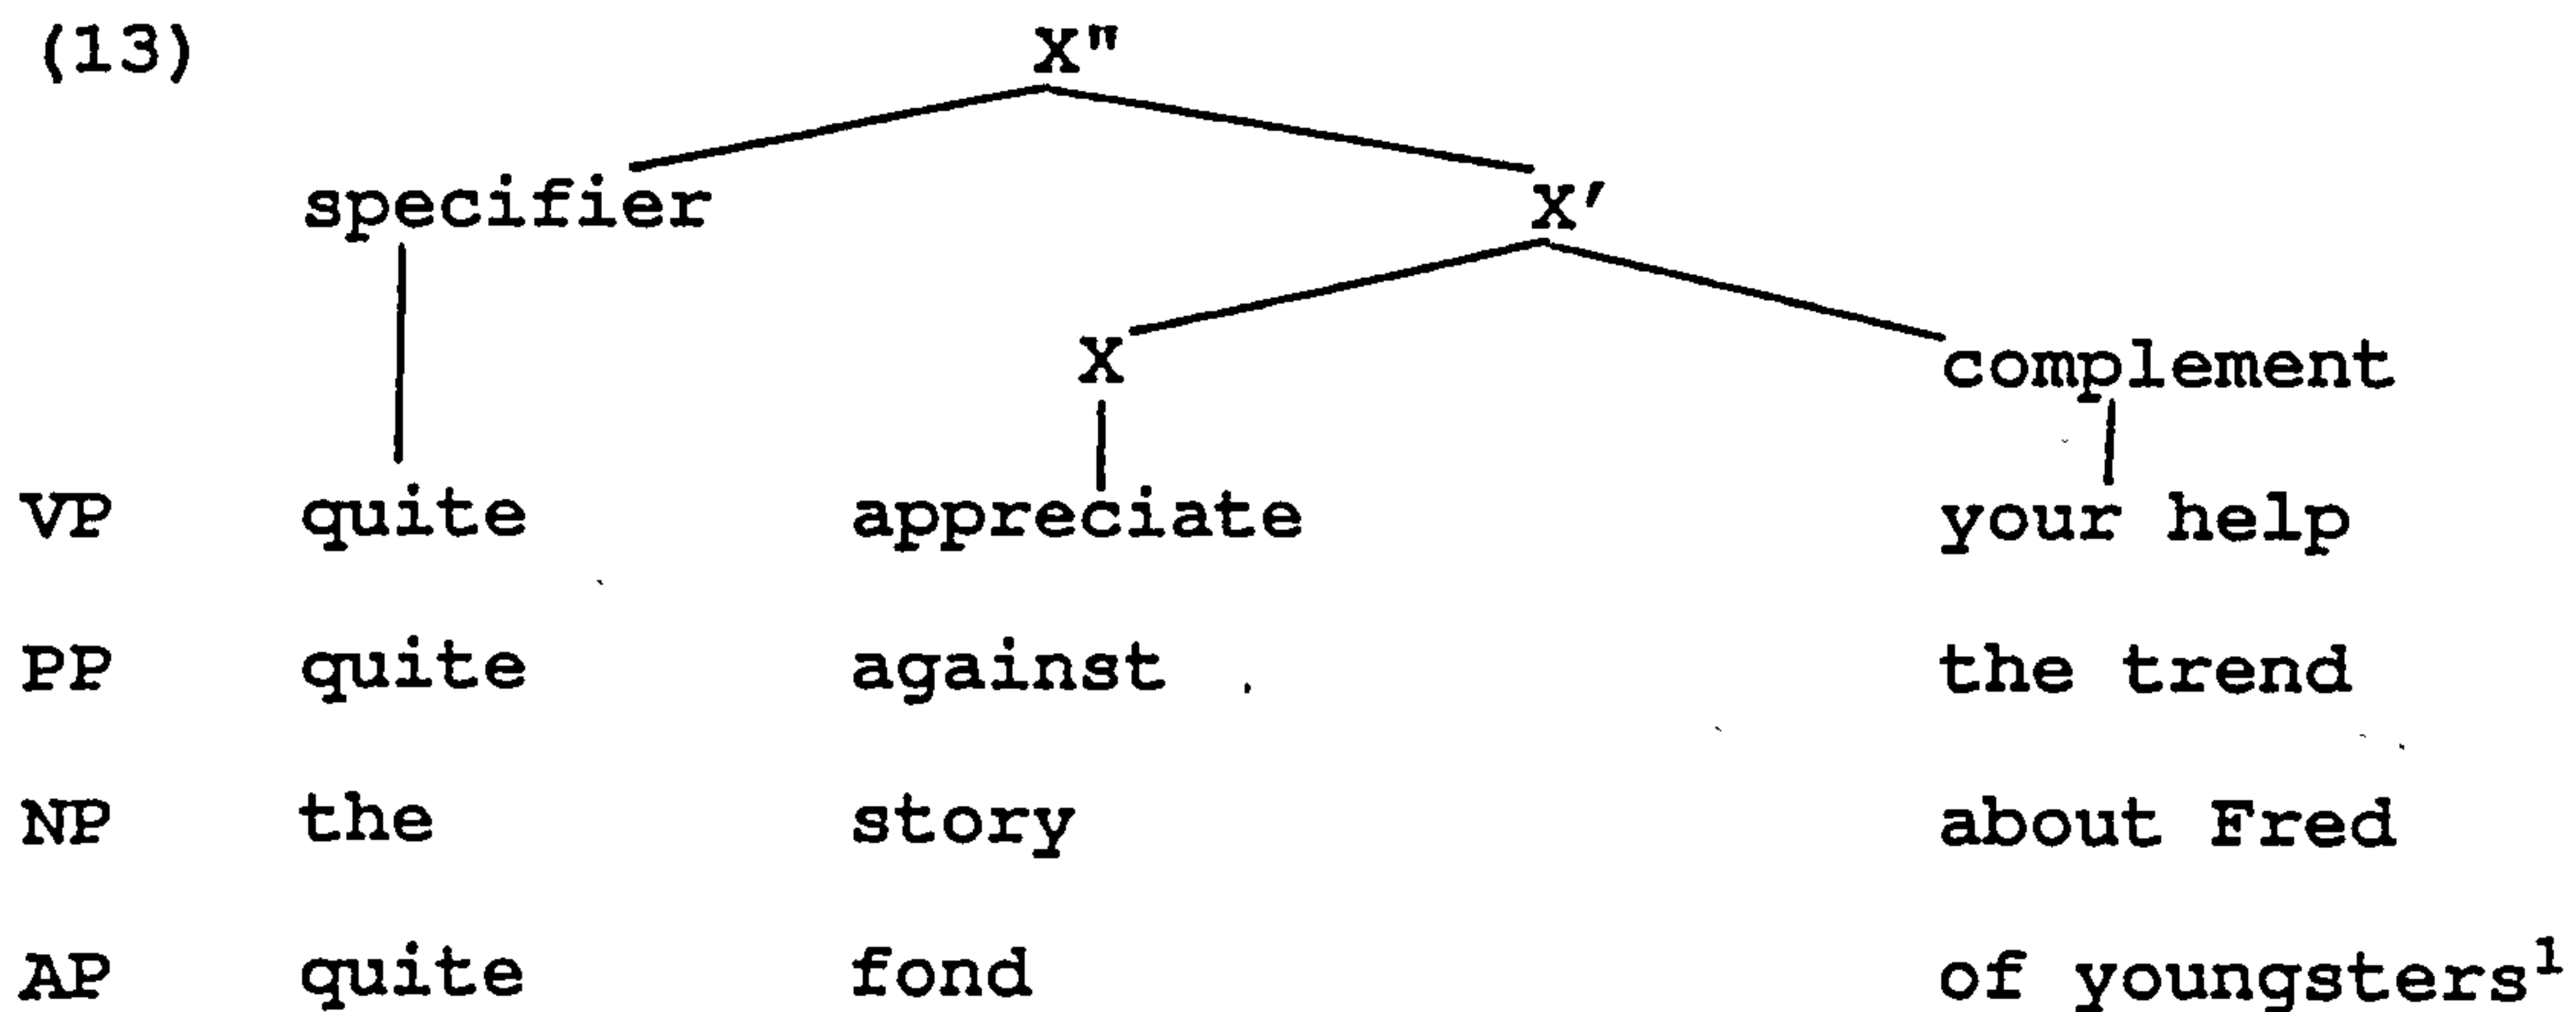 (13) X"
specifier X'
X complement
VP quite appreciate your help
PP quite against the trend
NP the story about Fred
AP quite fond of youngsters¹